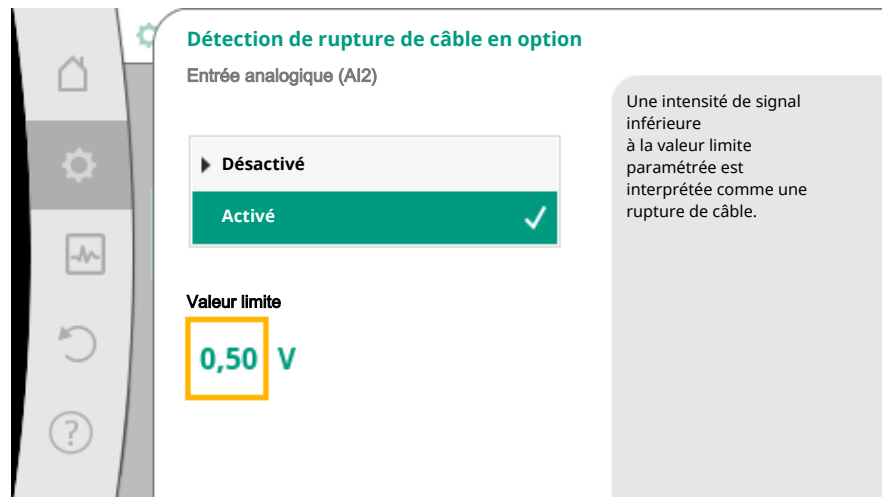 Détection de rupture de câble en option
Entrée analogique (AI2)
Désactivé
Activé
Valeur limite
0,50 V
Une intensité de signal
inférieure
à la valeur limite
paramétrée est
interprétée comme une
rupture de câble.
?